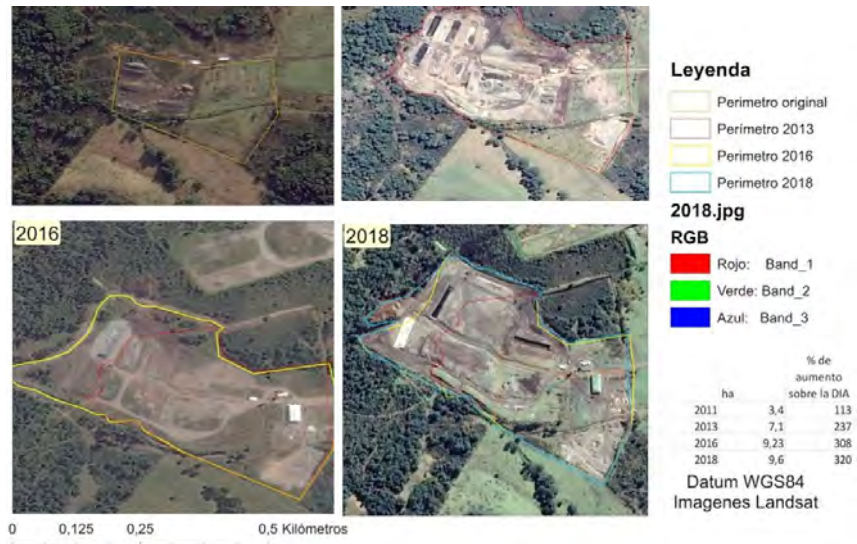 2016
2018
0 0,125 0,25 0,5 Kilómetros
Leyenda
Perimetro original
Perímetro 2013
Perimetro 2016
Perimetro 2018
2018.jpg
RGB
Rojo: Band_1
Verde: Band_2
Azul: Band_3
ha % de aumento sobre la DIA
2011 3,4 113
2013 7,1 237
2016 9,23 308
2018 9,6 320
Datum WGS84
Imagenes Landsat